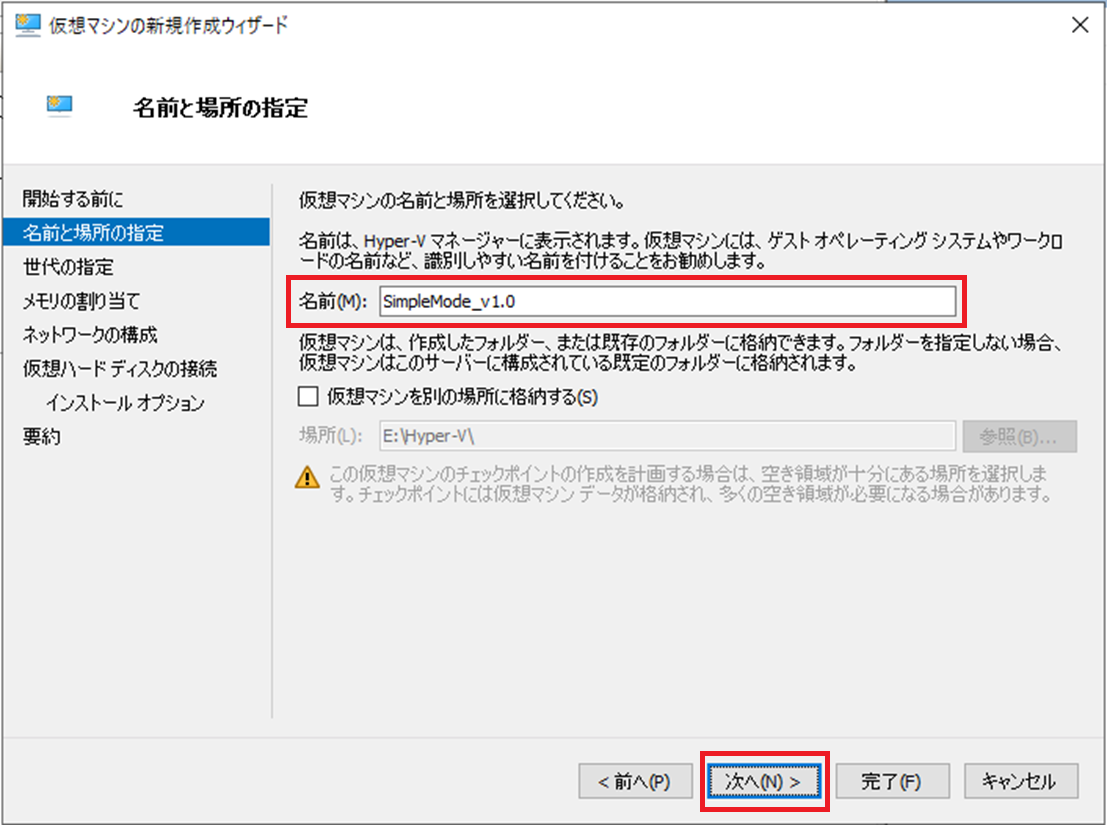 仮想マシンの新規作成ウィザード
名前と場所の指定
開始する前に
名前と場所の指定
世代の指定
メモリの割り当て
ネットワークの構成
仮想ハード ディスクの接続
インストール オプション
要約
仮想マシンの名前と場所を選択してください。
名前は、Hyper-V マネージャーに表示されます。仮想マシンには、ゲスト オペレーティング システムやワークロ
ードの名前など、識別しやすい名前を付けることをお勧めします。
名前(M): SimpleMode_v1.0
仮想マシンは、作成したフォルダー、または既存のフォルダーに格納できます。フォルダーを指定しない場合、
仮想マシンはこのサーバーに構成されている既定のフォルダーに格納されます。
仮想マシンを別の場所に格納する(S)
場所(L): E:\Hyper-V\ 参照(B)...
この仮想マシンのチェックポイントの作成を計画する場合は、空き領域が十分にある場所を選択しま
す。チェックポイントには仮想マシン データが格納され、多くの空き領域が必要になる場合があります。
< 前へ(P) 次へ(N) > 完了(F) キャンセル